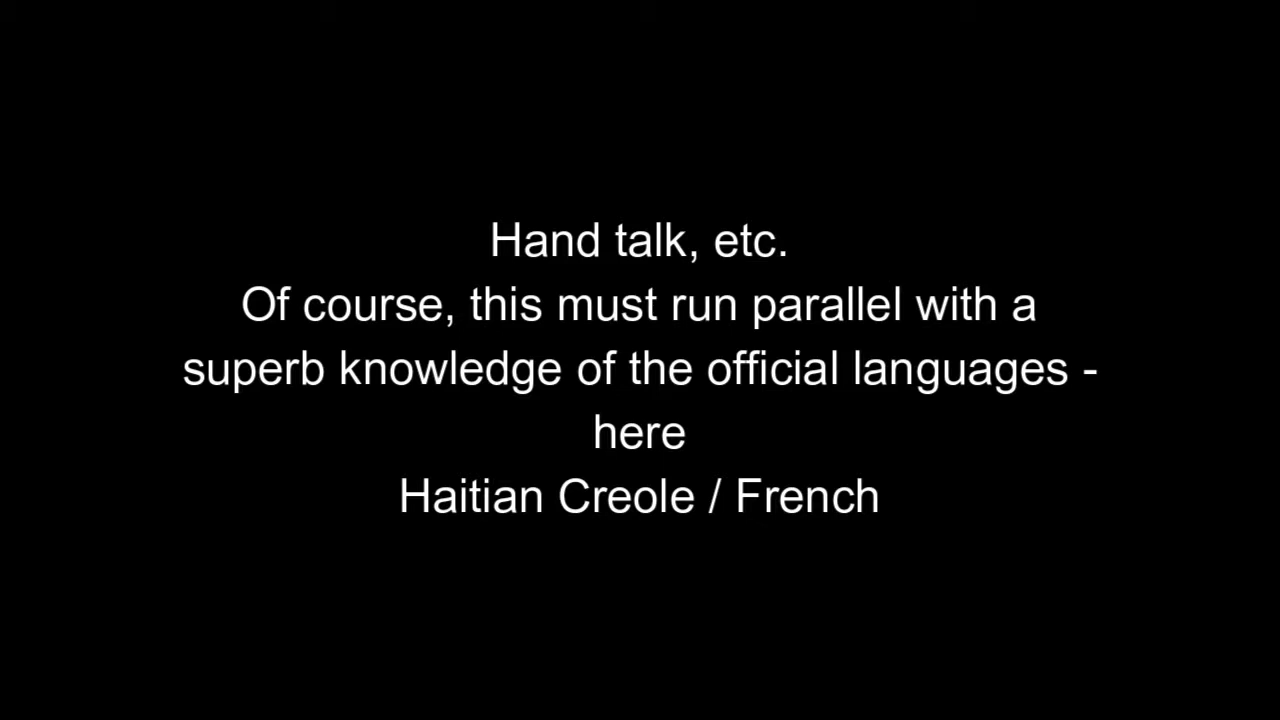 Hand talk, etc.
Of course, this must run parallel with a
superb knowledge of the official languages -
here
Haitian Creole / French